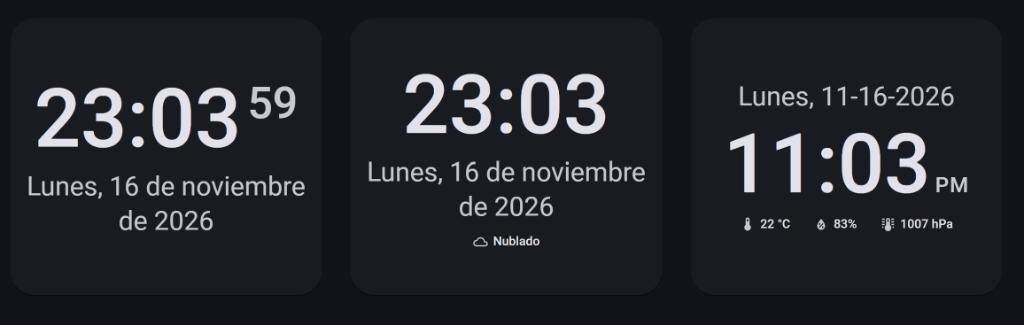 23:03 59
Lunes, 16 de noviembre
de 2026
23:03
Lunes, 16 de noviembre
de 2026
Nublado
Lunes, 11-16-2026
11:03 PM
22 °C 83% 1007 hPa